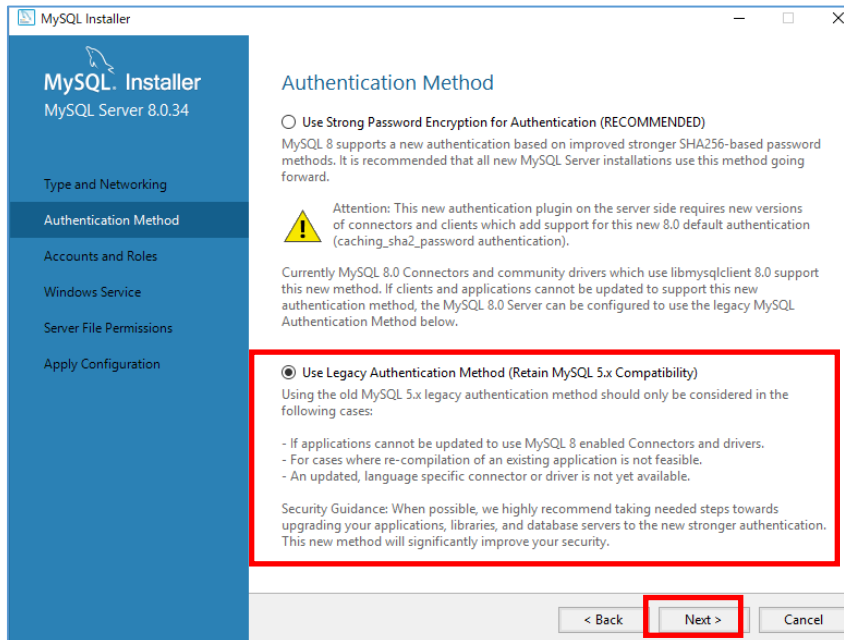 MySQL Installer
MySQL. Installer
MySQL Server 8.0.34
Type and Networking
Authentication Method
Accounts and Roles
Windows Service
Server File Permissions
Apply Configuration
Authentication Method
Use Strong Password Encryption for Authentication (RECOMMENDED)
MySQL 8 supports a new authentication based on improved stronger SHA256-based password
methods. It is recommended that all new MySQL Server installations use this method going
forward.
Attention: This new authentication plugin on the server side requires new versions
of connectors and clients which add support for this new 8.0 default authentication
(caching_sha2_password authentication).
Currently MySQL 8.0 Connectors and community drivers which use libmysqlclient 8.0 support
this new method. If clients and applications cannot be updated to support this new
authentication method, the MySQL 8.0 Server can be configured to use the legacy MySQL
Authentication Method below.
Use Legacy Authentication Method (Retain MySQL 5.x Compatibility)
Using the old MySQL 5.x legacy authentication method should only be considered in the
following cases:
- If applications cannot be updated to use MySQL 8 enabled Connectors and drivers.
- For cases where re-compilation of an existing application is not feasible.
- An updated, language specific connector or driver is not yet available.
Security Guidance: When possible, we highly recommend taking needed steps towards
upgrading your applications, libraries, and database servers to the new stronger authentication.
This new method will significantly improve your security.
< Back
Next >
Cancel